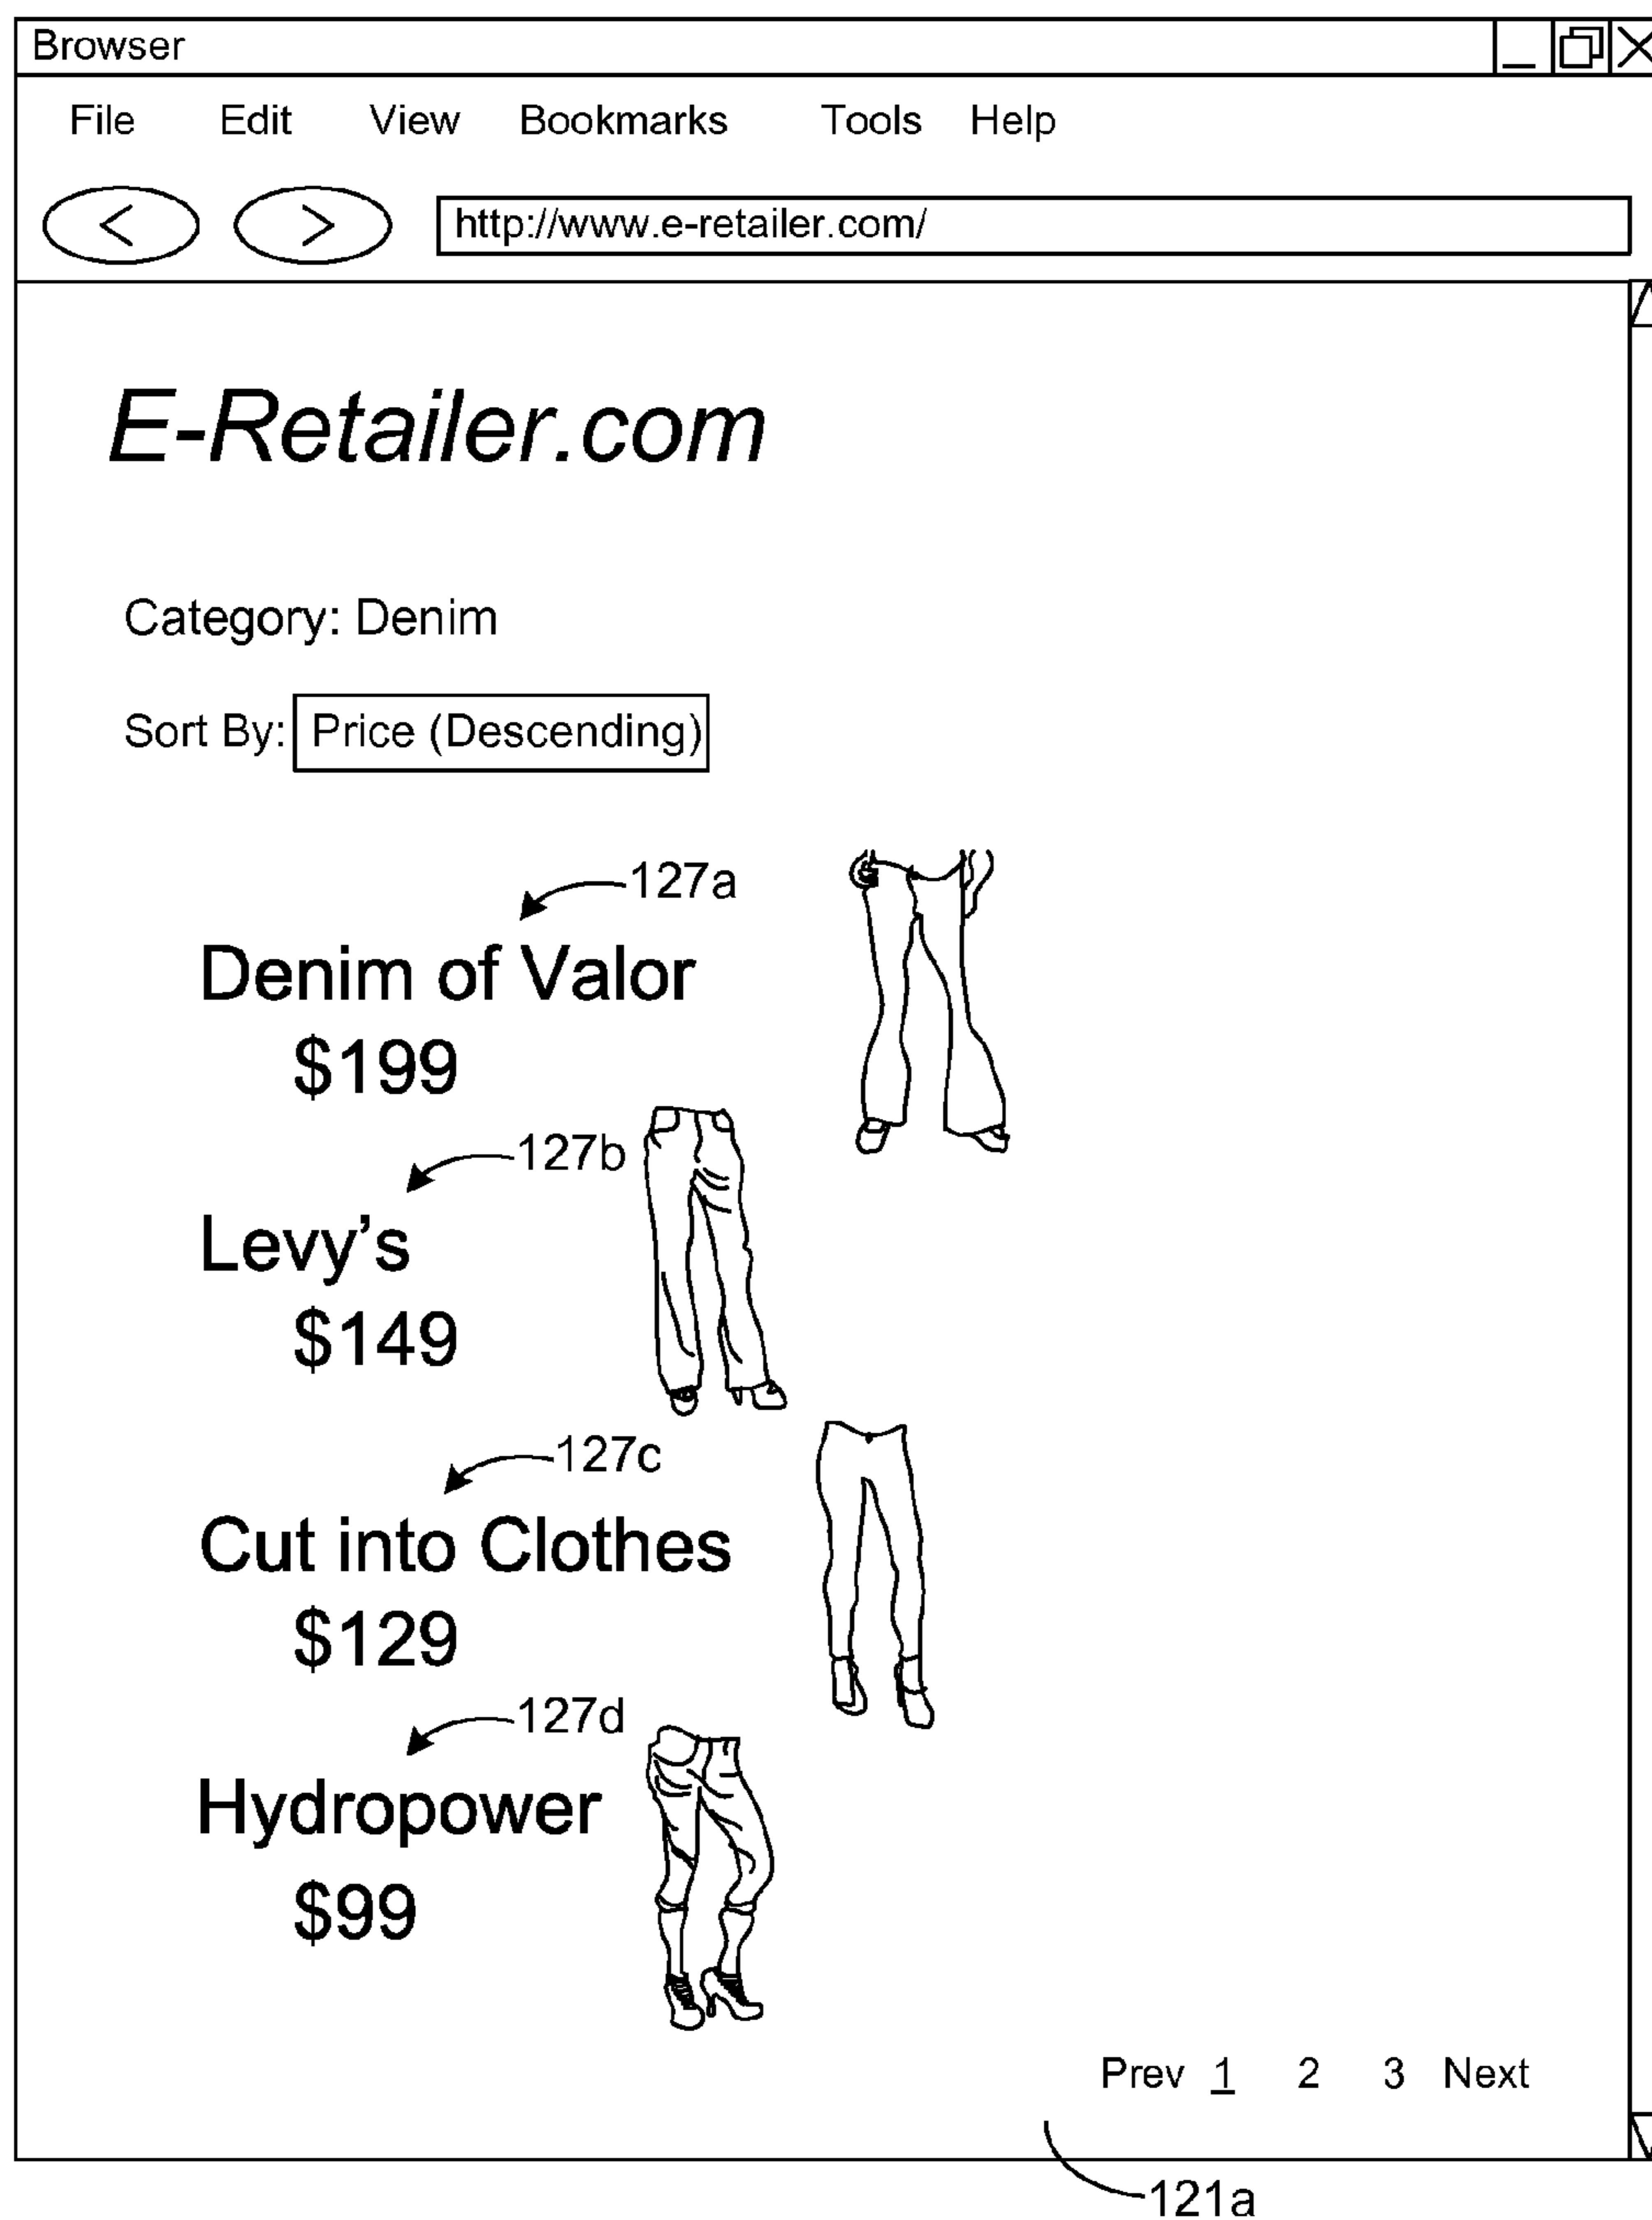 Browser
File Edit View Bookmarks Tools Help
< > http://www.e-retailer.com/
E-Retailer.com
Category: Denim
Sort By: Price (Descending)
127a
Denim of Valor
$199
127b
Levy's
$149
127c
Cut into Clothes
$129
127d
Hydropower
$99
Prev 1 2 3 Next
121a